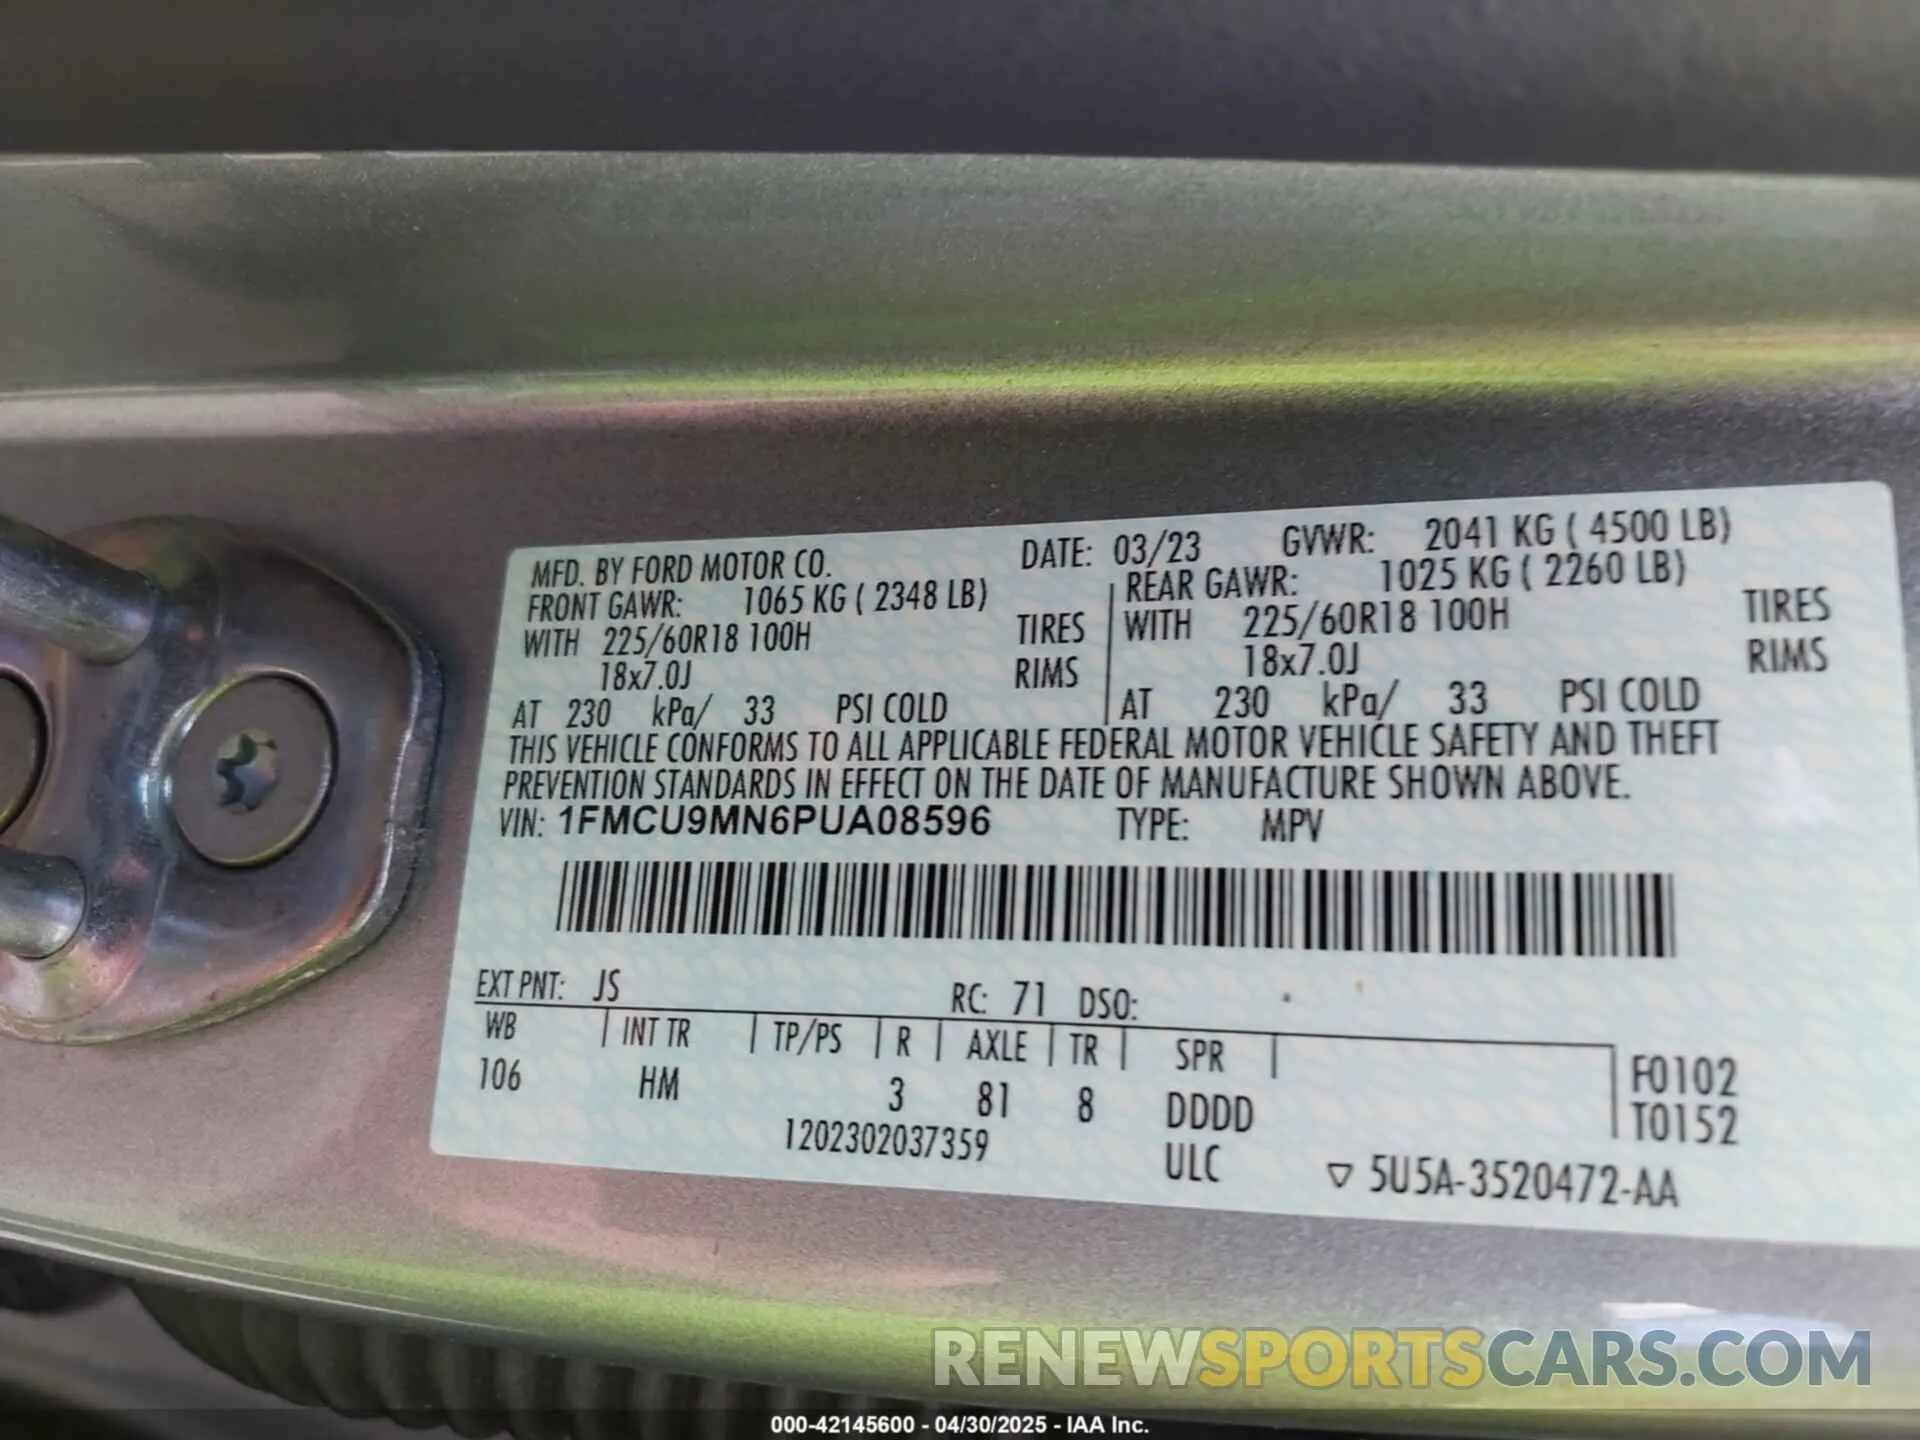 MFD. BY FORD MOTOR CO. DATE: 03/23 GVWR: 2041 KG ( 4500 LB)
FRONT GAWR: 1065 KG ( 2348 LB) REAR GAWR: 1025 KG ( 2260 LB)
WITH 225/60R18 100H TIRES WITH 225/60R18 100H TIRES
18x7.0J RIMS 18x7.0J RIMS
AT 230 kPa/ 33 PSI COLD AT 230 kPa/ 33 PSI COLD
THIS VEHICLE CONFORMS TO ALL APPLICABLE FEDERAL MOTOR VEHICLE SAFETY AND THEFT
PREVENTION STANDARDS IN EFFECT ON THE DATE OF MANUFACTURE SHOWN ABOVE.
VIN: 1FMCU9MN6PUA08596 TYPE: MPV
EXT PNT: JS RC: 71 DSO:
WB INT TR TP/PS R AXLE TR SPR F0102
106 HM 3 81 8 DDDD T0152
1202302037359 ULC ▽ 5U5A-3520472-AA
RENEWSPORTSCARS.COM
000-42145600 - 04/30/2025 - IAA Inc.